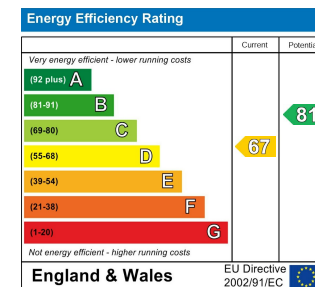 Energy Efficiency Rating
Current Potentia
Very energy efficient - lower running costs
(92 plus) A
(81-91) B
(69-80) C
(55-68) D
(39-54) E
(21-38) F
(1-20) G
67
81
Not energy efficient - higher running costs
England & Wales
EU Directive
2002/91/EC